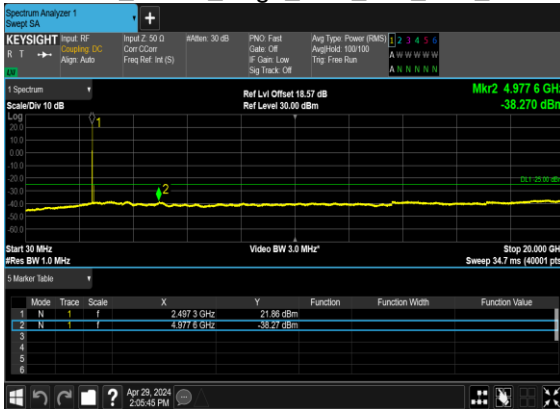 Spectrum Analyzer 1
Swept SA
+
KEYSIGHT
R T
Input: RF
Coupling: DC
Align: Auto
Input Z: 50 Ω
Corr CCorr
Freq Ref: Int (S)
#Atten: 30 dB
PNO: Fast
Gate: Off
IF Gain: Low
Sig Track: Off
Avg Type: Power (RMS)
Avg|Hold: 100/100
Trig: Free Run
1 2 3 4 5 6
A W W W W W
A N N N N N
1 Spectrum
Scale/Div 10 dB
Ref Lvl Offset 18.57 dB
Ref Level 30.00 dBm
Mkr2 4.977 6 GHz
-38.270 dBm
Log
20.0
10.0
0.00
-10.0
-20.0
-30.0
-40.0
-50.0
-60.0
1
2
DL1 -25.00 dBm
Start 30 MHz
#Res BW 1.0 MHz
Video BW 3.0 MHz*
Stop 20.000 GHz
Sweep 34.7 ms (40001 pts)
5 Marker Table
Mode Trace Scale X Y Function Function Width Function Value
1 N 1 f 2.497 3 GHz 21.86 dBm
2 N 1 f 4.977 6 GHz -38.27 dBm
3
4
5
6
?
Apr 29, 2024
2:05:45 PM